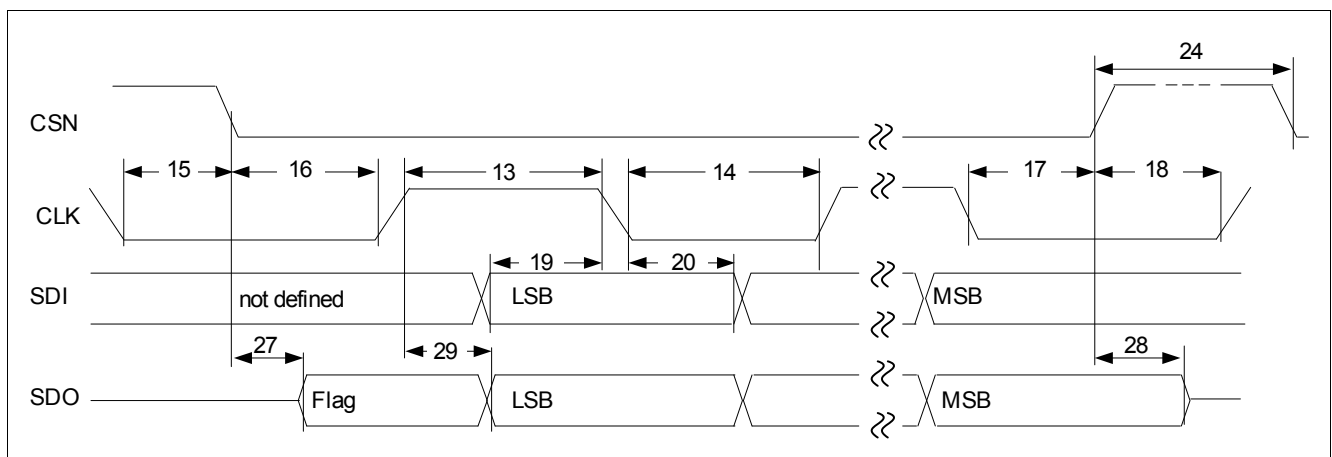 24
CSN
15 16 13 14 17 18
CLK
19 20
SDI not defined LSB MSB
27 29 28
SDO Flag LSB MSB